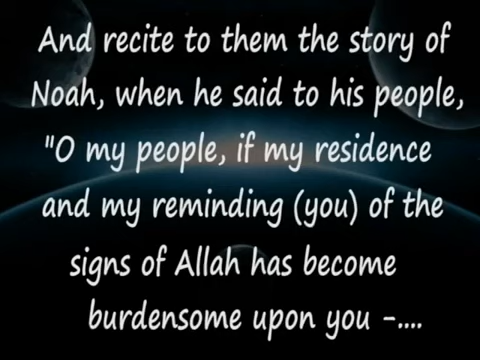 And recite to them the story of
Noah, when he said to his people,
"O my people, if my residence
and my reminding (you) of the
signs of Allah has become
burdensome upon you -....